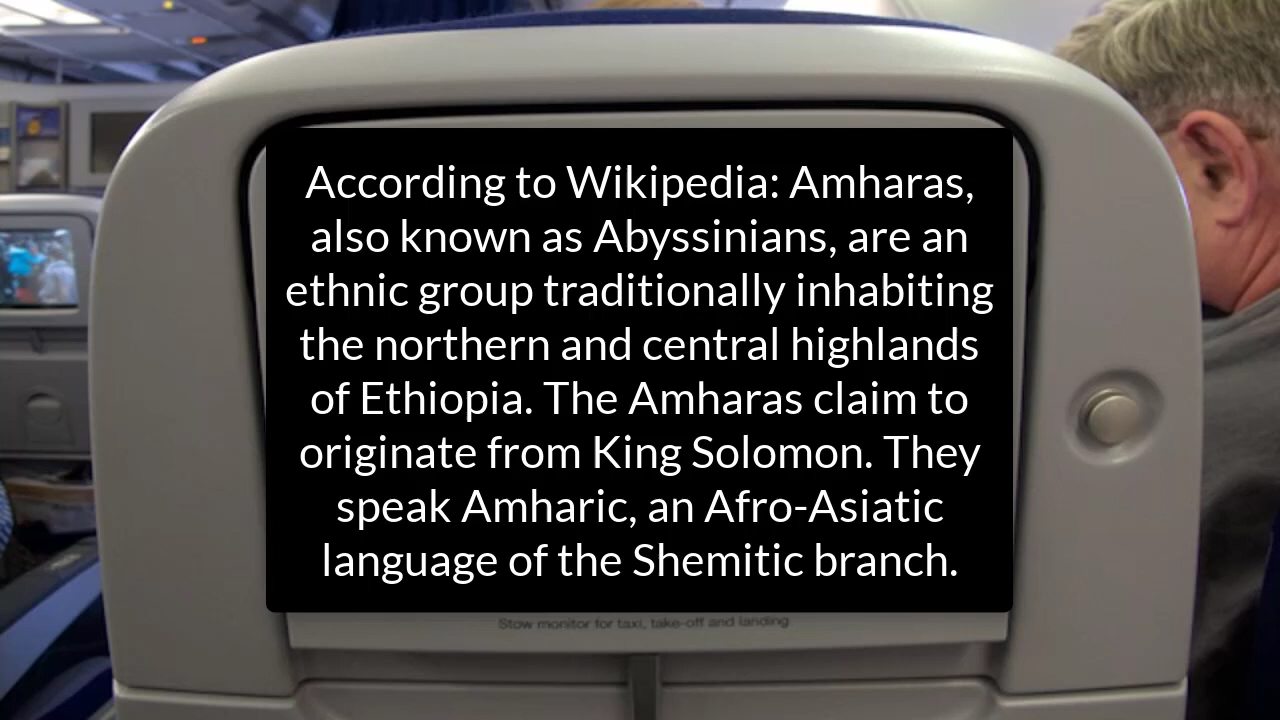 According to Wikipedia: Amharas,
also known as Abyssinians, are an
ethnic group traditionally inhabiting
the northern and central highlands
of Ethiopia. The Amharas claim to
originate from King Solomon. They
speak Amharic, an Afro-Asiatic
language of the Shemitic branch.
Stow monitor for taxi, take-off and landing